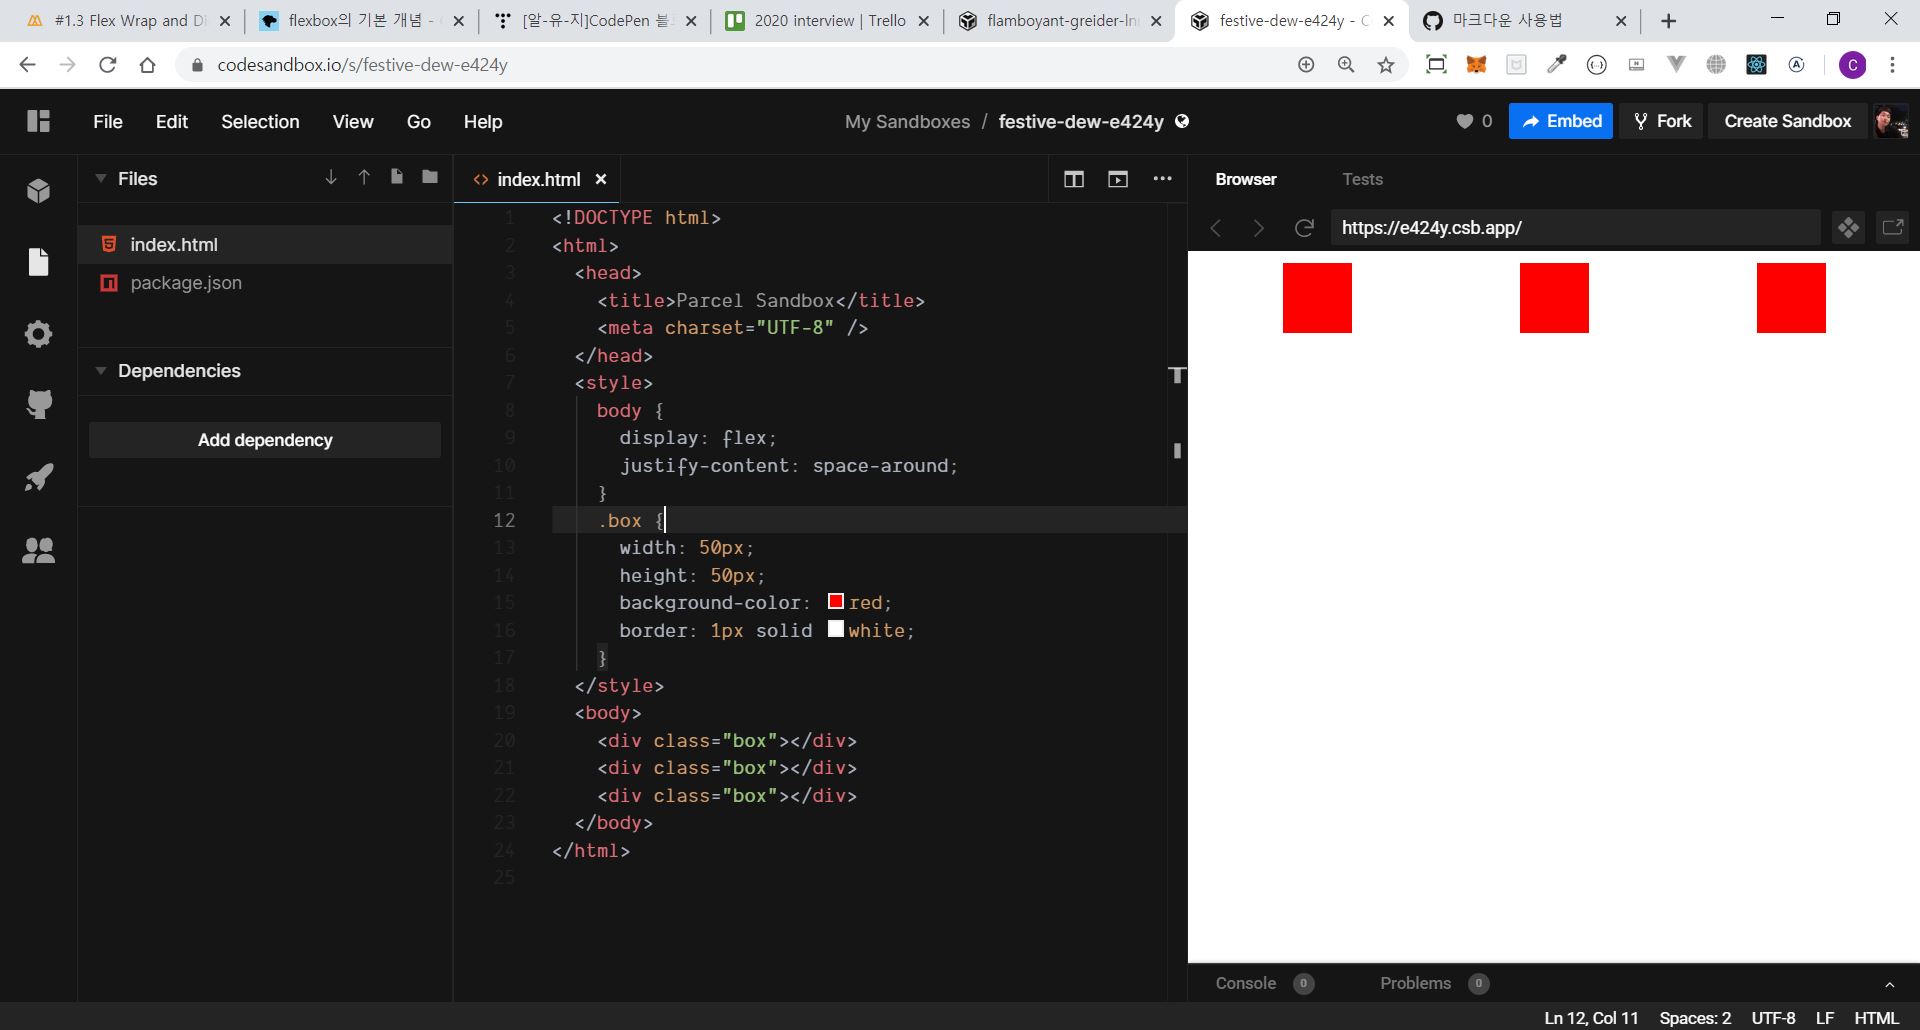 #1.3 Flex Wrap and Di
flexbox의 기본 개념 -
[알-유-지]CodePen 블
2020 interview | Trello
flamboyant-greider-ln
festive-dew-e424y - C
마크다운 사용법
codesandbox.io/s/festive-dew-e424y
C
File Edit Selection View Go Help
My Sandboxes / festive-dew-e424y
0
Embed
Fork
Create Sandbox
Files
index.html
package.json
Dependencies
Add dependency
<> index.html
1 <!DOCTYPE html>
2 <html>
3 <head>
4 <title>Parcel Sandbox</title>
5 <meta charset="UTF-8" />
6 </head>
7 <style>
8 body {
9 display: flex;
10 justify-content: space-around;
11 }
12 .box {
13 width: 50px;
14 height: 50px;
15 background-color: red;
16 border: 1px solid white;
17 }
18 </style>
19 <body>
20 <div class="box"></div>
21 <div class="box"></div>
22 <div class="box"></div>
23 </body>
24 </html>
25
Browser Tests
https://e424y.csb.app/
Console 0 Problems 0
Ln 12, Col 11 Spaces: 2 UTF-8 LF HTML